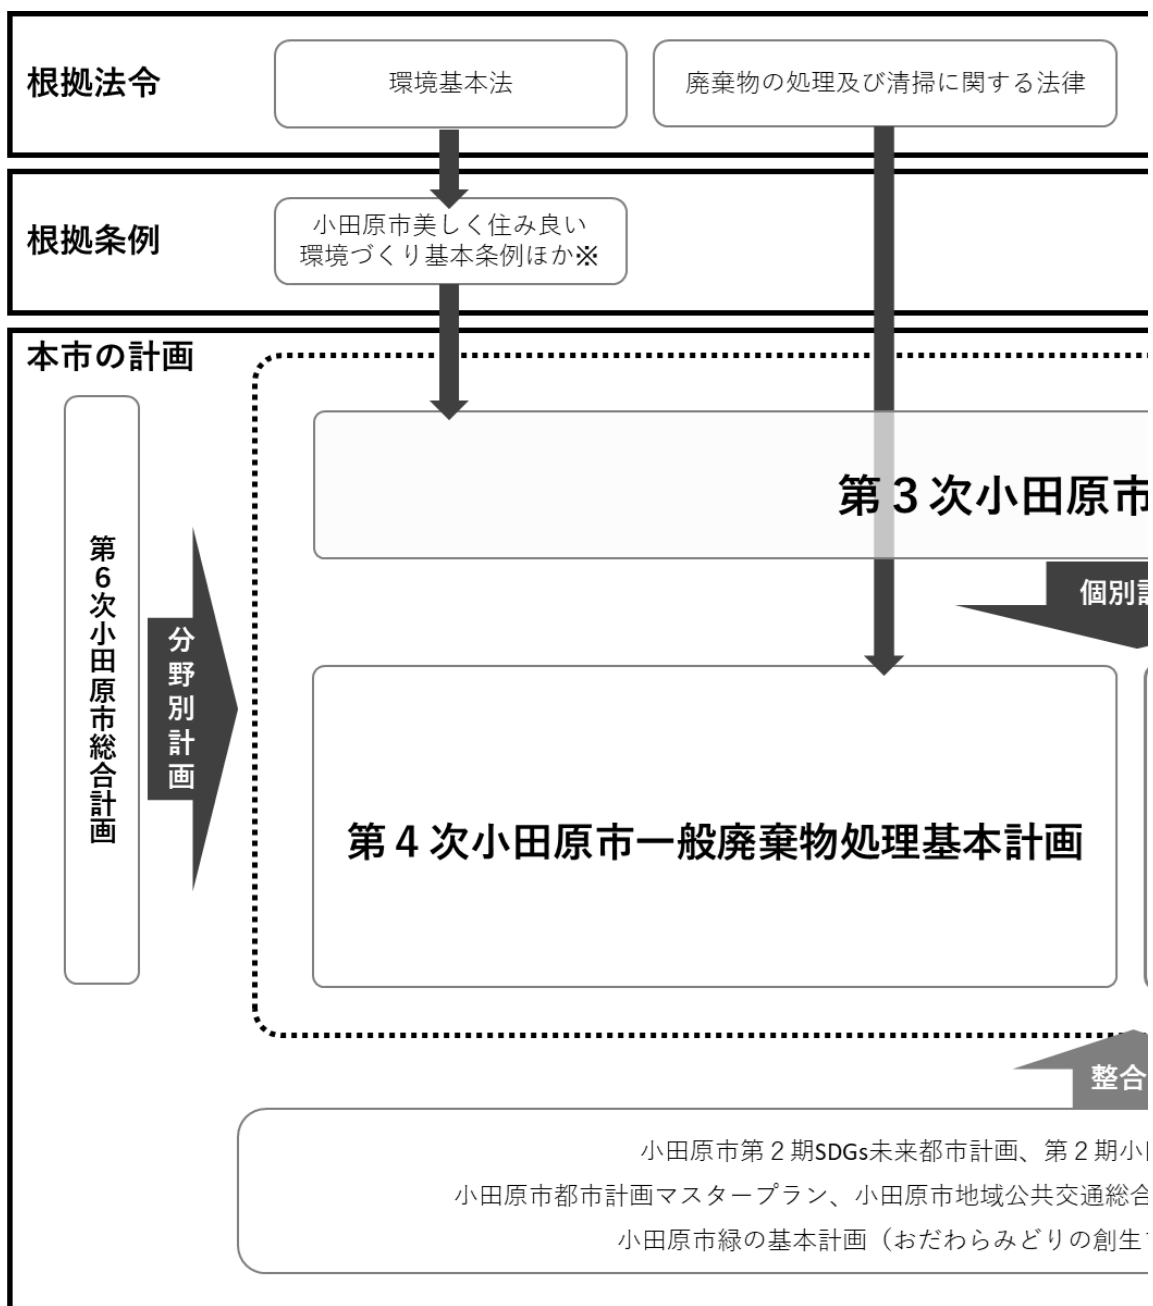 根拠法令
環境基本法
廃棄物の処理及び清掃に関する法律
根拠条例
小田原市美しく住み良い
環境づくり基本条例ほか※
本市の計画
第６次小田原市総合計画
分野別計画
第３次小田原市
個別
第４次小田原市一般廃棄物処理基本計画
整合
小田原市第２期SDGs未来都市計画、第２期小
小田原市都市計画マスタープラン、小田原市地域公共交通総合
小田原市緑の基本計画（おだわらみどりの創生